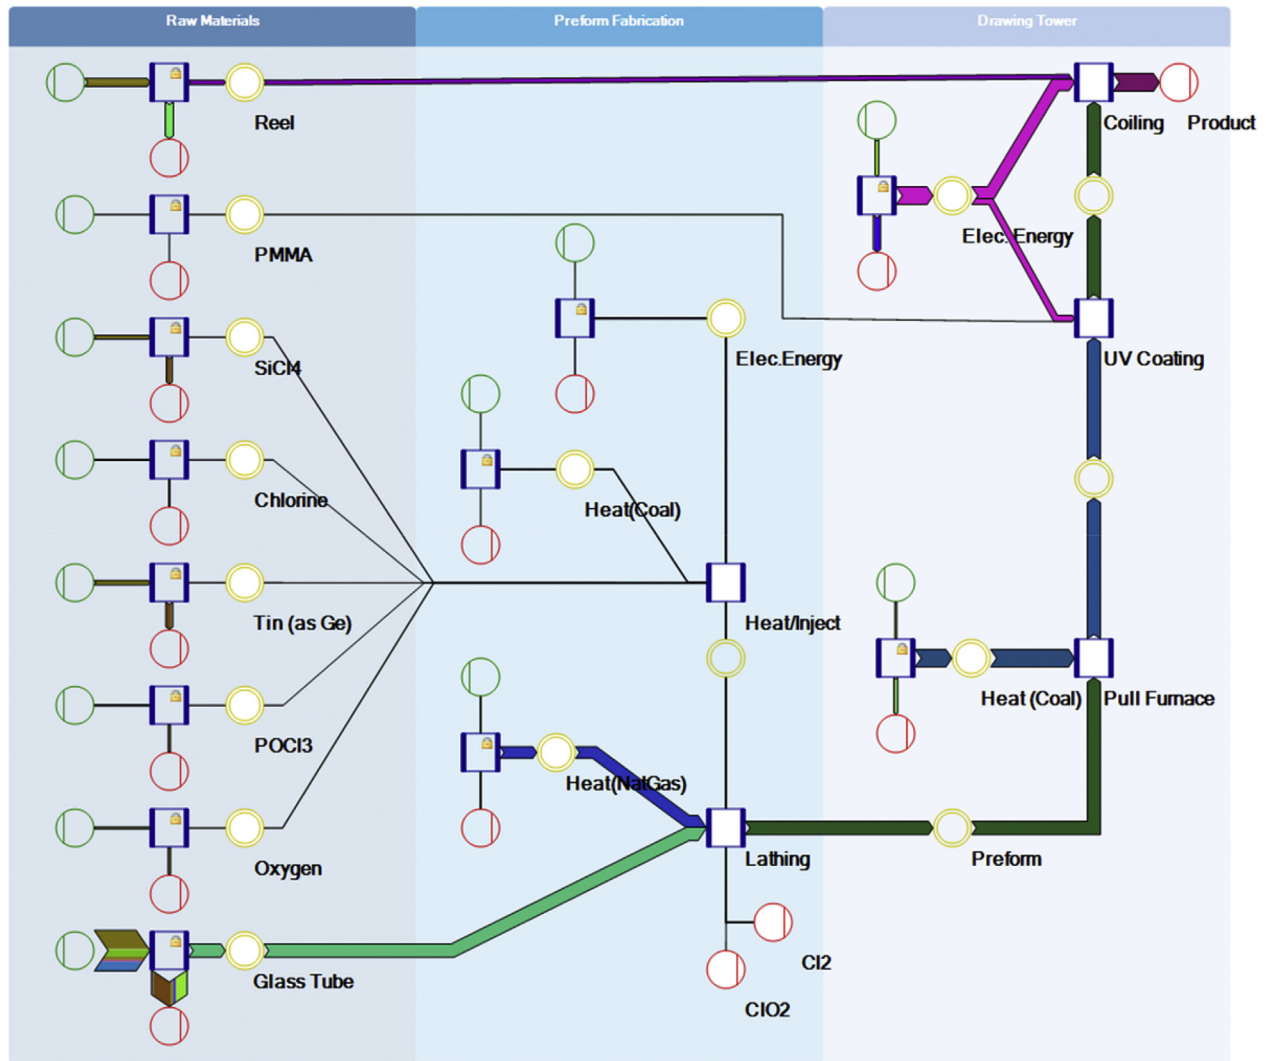 Raw Materials
Preform Fabrication
Drawing Tower
Reel
Coiling
Product
PMMA
Elec. Energy
SiCl4
Elec.Energy
UV Coating
Chlorine
Heat(Coal)
Tin (as Ge)
Heat/Inject
POCl3
Heat (Coal)
Pull Furnace
Heat(NatGas)
Oxygen
Lathing
Preform
Glass Tube
Cl2
ClO2